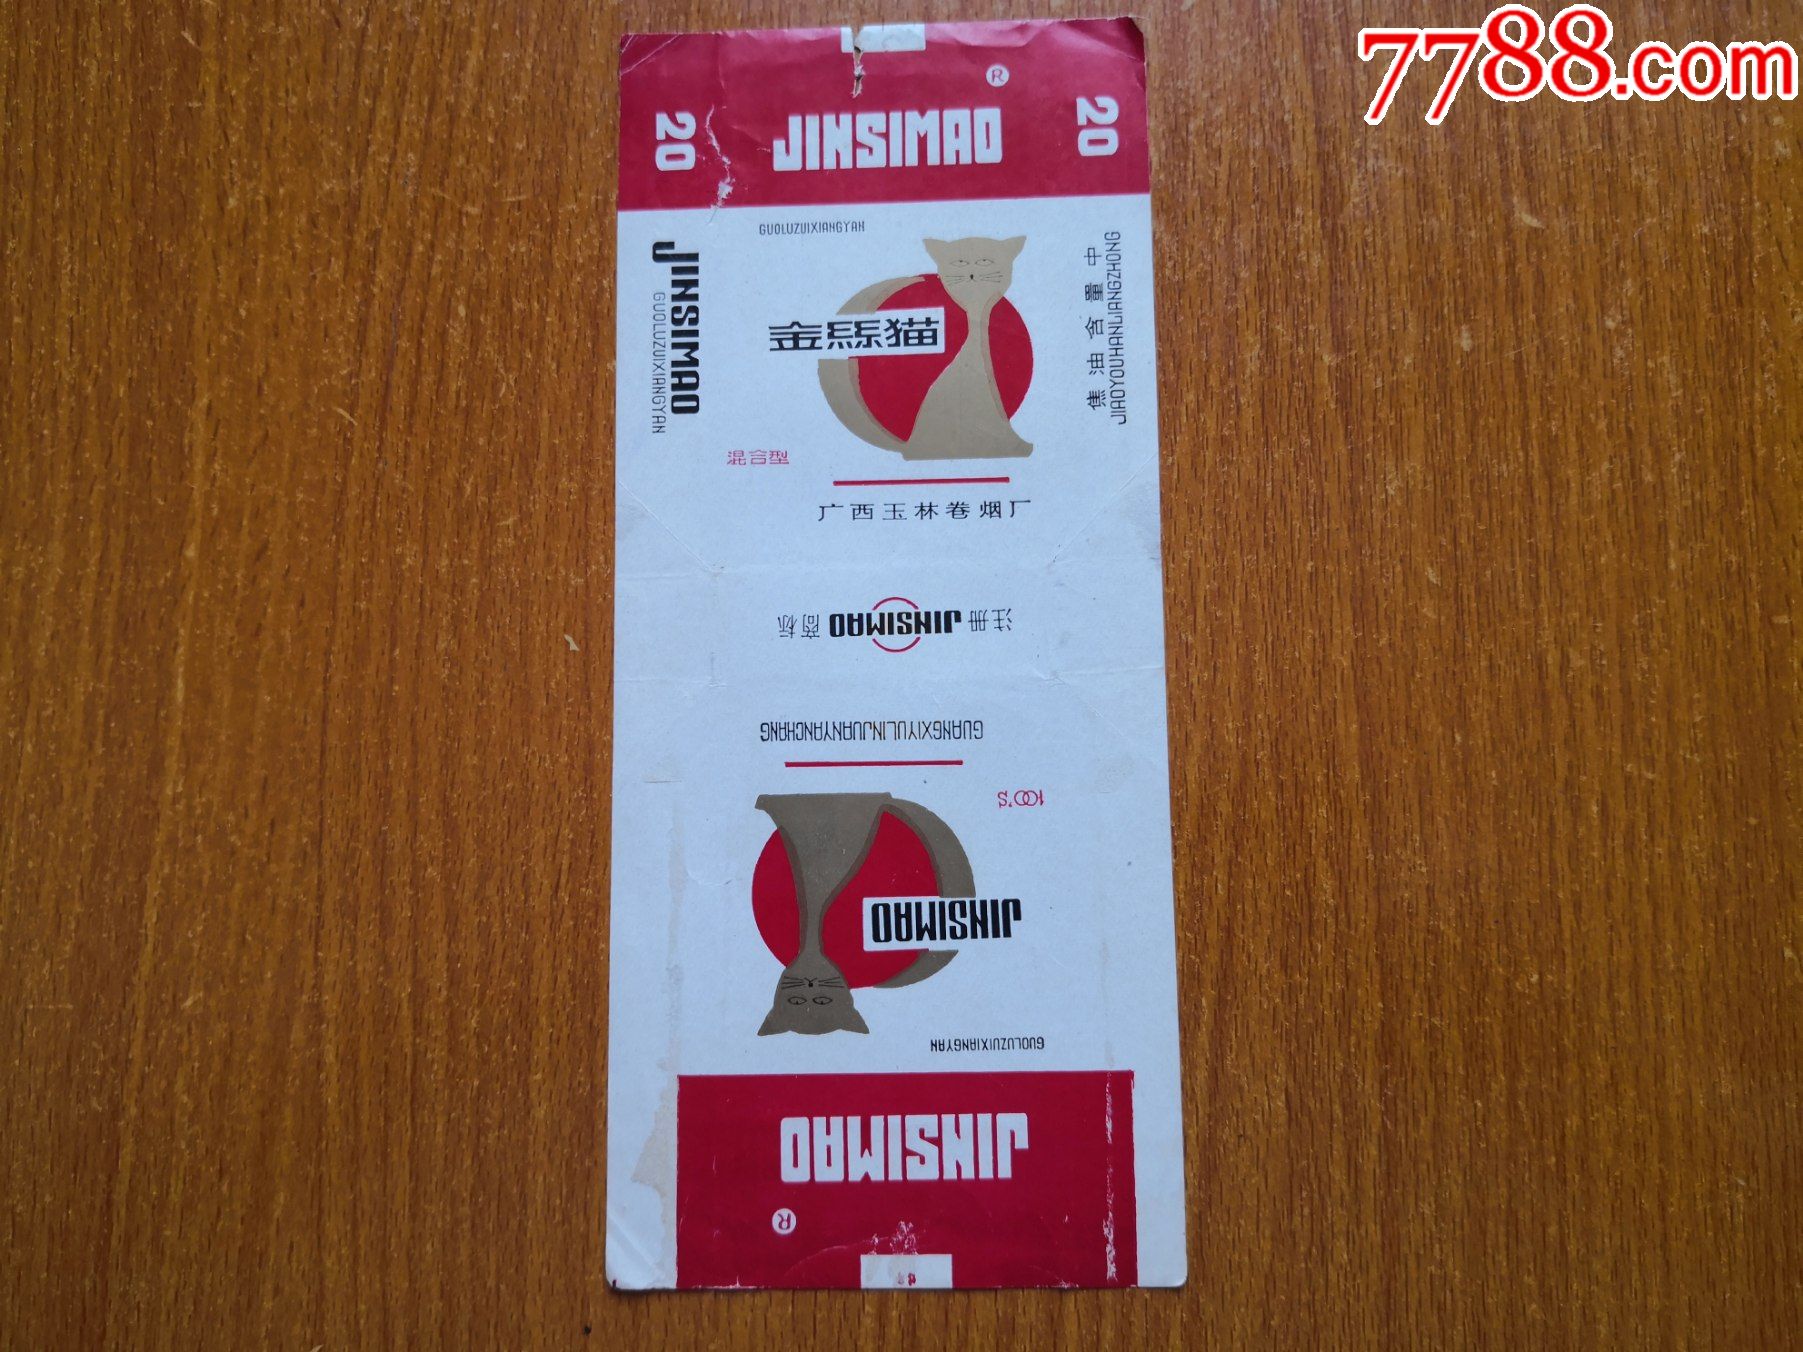 7788.com
®
JINSIMAO
20
20
GUOLUZUIXIANGYAN
JINSIMAO
GUOLUZUIXIANGYAN
金絲猫
焦油含量中
JIAOYOUHANLIANGZHONG
混合型
广西玉林卷烟厂
注册 JINSIMAO 商标
GUANGXIYULINJUANYANCHANG
100'S
JINSIMAO
GUOLUZUIXIANGYAN
JINSIMAO
®